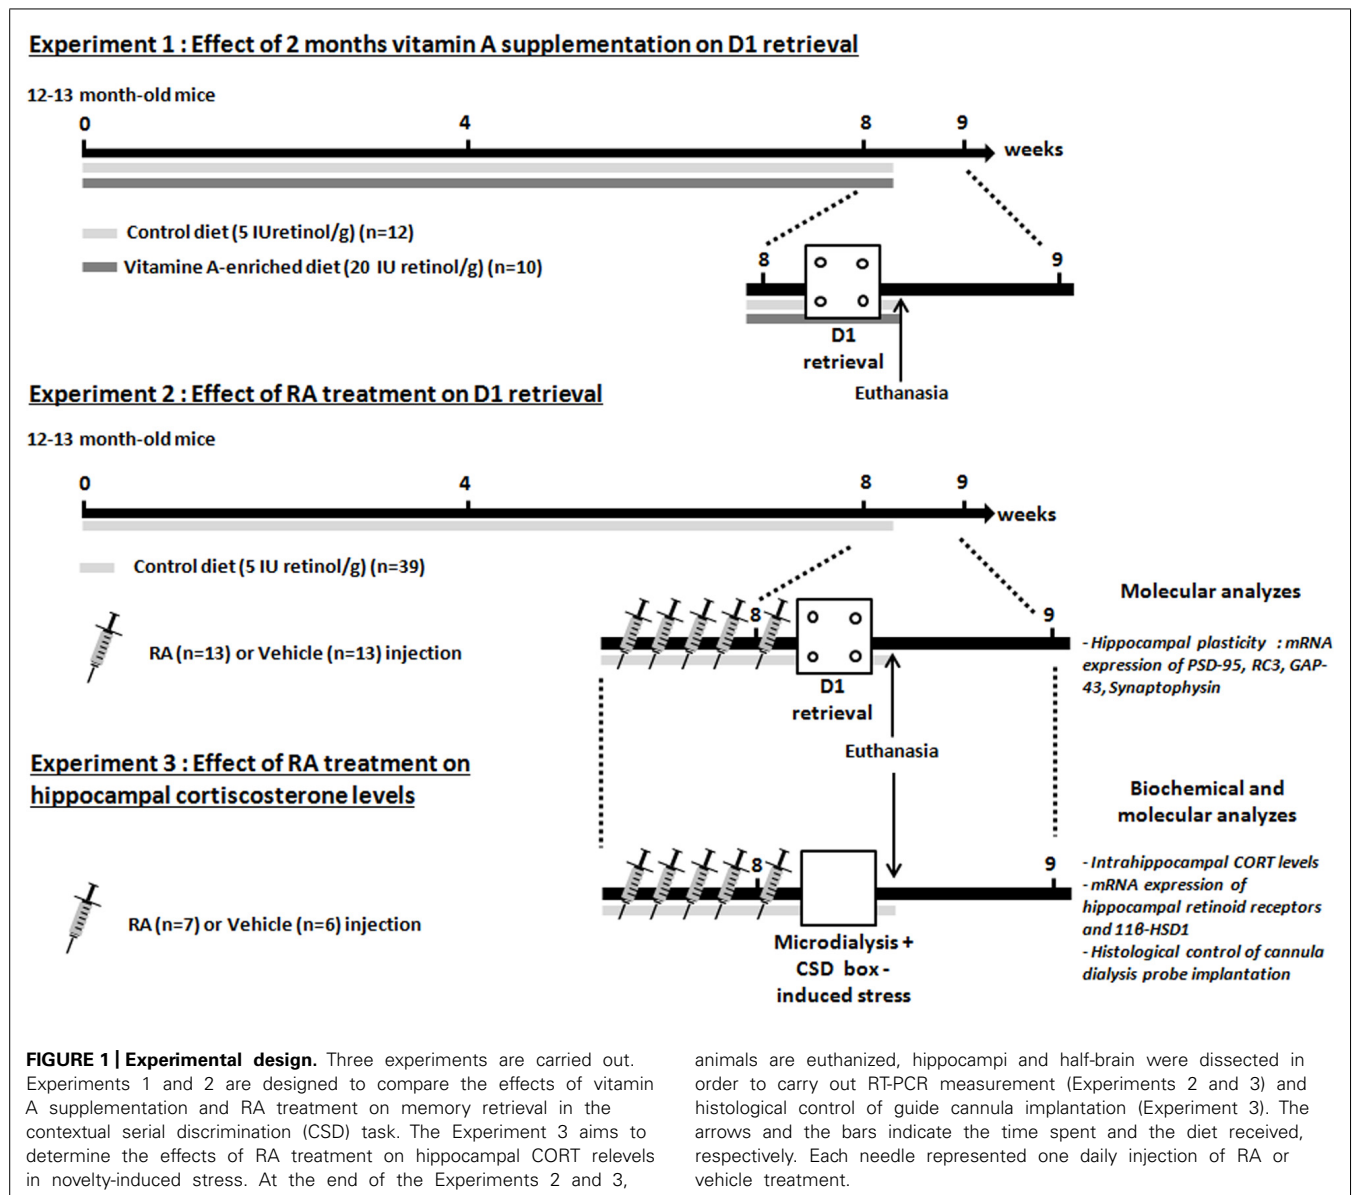 Experiment 1 : Effect of 2 months vitamin A supplementation on D1 retrieval
12-13 month-old mice
0
4
8
9
weeks
Control diet (5 IUretinol/g) (n=12)
Vitamine A-enriched diet (20 IU retinol/g) (n=10)
8
9
D1
retrieval
Euthanasia
Experiment 2 : Effect of RA treatment on D1 retrieval
12-13 month-old mice
0
4
8
9
weeks
Control diet (5 IU retinol/g) (n=39)
RA (n=13) or Vehicle (n=13) injection
8
9
D1
retrieval
Euthanasia
Molecular analyzes
- Hippocampal plasticity : mRNA
expression of PSD-95, RC3, GAP-
43, Synaptophysin
Experiment 3 : Effect of RA treatment on
hippocampal cortiscosterone levels
RA (n=7) or Vehicle (n=6) injection
8
9
Microdialysis +
CSD box -
induced stress
Biochemical and
molecular analyzes
- Intrahippocampal CORT levels
- mRNA expression of
hippocampal retinoid receptors
and 11β-HSD1
- Histological control of cannula
dialysis probe implantation
FIGURE 1 | Experimental design. Three experiments are carried out.
Experiments 1 and 2 are designed to compare the effects of vitamin
A supplementation and RA treatment on memory retrieval in the
contextual serial discrimination (CSD) task. The Experiment 3 aims to
determine the effects of RA treatment on hippocampal CORT relevels
in novelty-induced stress. At the end of the Experiments 2 and 3,
animals are euthanized, hippocampi and half-brain were dissected in
order to carry out RT-PCR measurement (Experiments 2 and 3) and
histological control of guide cannula implantation (Experiment 3). The
arrows and the bars indicate the time spent and the diet received,
respectively. Each needle represented one daily injection of RA or
vehicle treatment.